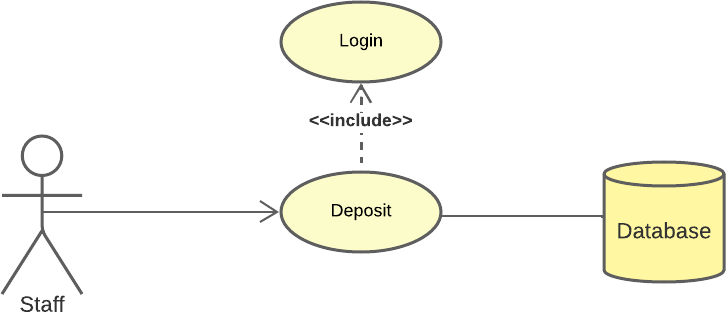 Login
<<include>>
Deposit
Database
Staff